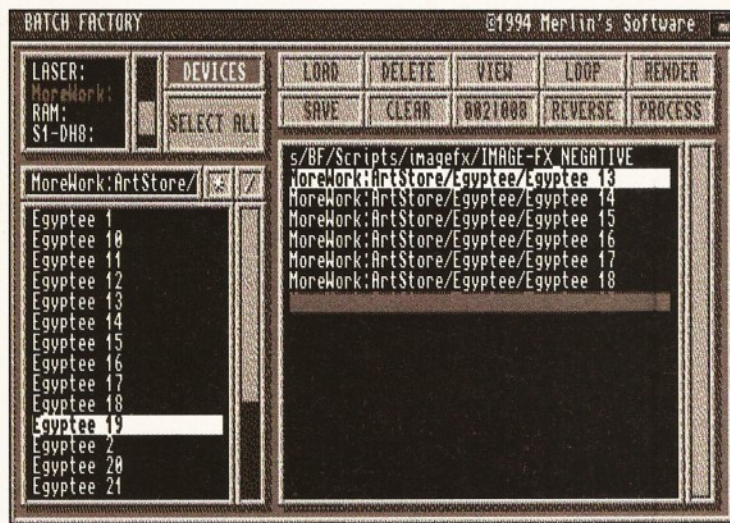 BATCH FACTORY ©1994 Merlin's Software
LASER:
MoreWork:
RAM:
S1-DH8:
DEVICES
SELECT ALL
LOAD DELETE VIEW LOOP RENDER
SAVE CLEAR REVERSE PROCESS
MoreWork:ArtStore/ * /
Egyptee 1
Egyptee 10
Egyptee 11
Egyptee 12
Egyptee 13
Egyptee 14
Egyptee 15
Egyptee 16
Egyptee 17
Egyptee 18
Egyptee 19
Egyptee 2
Egyptee 20
Egyptee 21
s/BF/Scripts/imagefx/IMAGE-FX_NEGATIVE
MoreWork:ArtStore/Egyptee/Egyptee 13
MoreWork:ArtStore/Egyptee/Egyptee 14
MoreWork:ArtStore/Egyptee/Egyptee 15
MoreWork:ArtStore/Egyptee/Egyptee 16
MoreWork:ArtStore/Egyptee/Egyptee 17
MoreWork:ArtStore/Egyptee/Egyptee 18